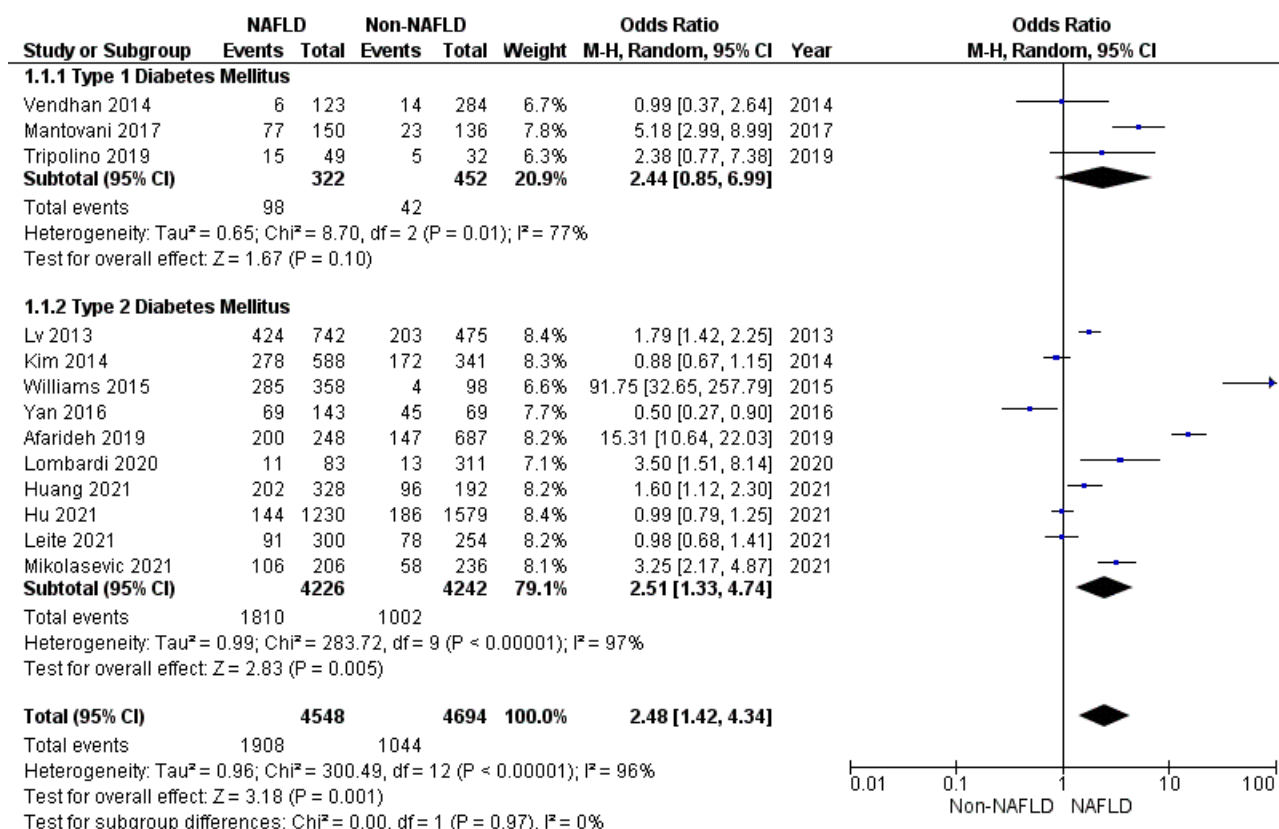 NAFLD Non-NAFLD Odds Ratio Odds Ratio
Study or Subgroup Events Total Events Total Weight M-H, Random, 95% CI Year M-H, Random, 95% CI
1.1.1 Type 1 Diabetes Mellitus
Vendhan 2014 6 123 14 284 6.7% 0.99 [0.37, 2.64] 2014
Mantovani 2017 77 150 23 136 7.8% 5.18 [2.99, 8.99] 2017
Tripolino 2019 15 49 5 32 6.3% 2.38 [0.77, 7.38] 2019
Subtotal (95% CI) 322 452 20.9% 2.44 [0.85, 6.99]
Total events 98 42
Heterogeneity: Tau² = 0.65; Chi² = 8.70, df = 2 (P = 0.01); I² = 77%
Test for overall effect: Z = 1.67 (P = 0.10)
1.1.2 Type 2 Diabetes Mellitus
Lv 2013 424 742 203 475 8.4% 1.79 [1.42, 2.25] 2013
Kim 2014 278 588 172 341 8.3% 0.88 [0.67, 1.15] 2014
Williams 2015 285 358 4 98 6.6% 91.75 [32.65, 257.79] 2015
Yan 2016 69 143 45 69 7.7% 0.50 [0.27, 0.90] 2016
Afarideh 2019 200 248 147 687 8.2% 15.31 [10.64, 22.03] 2019
Lombardi 2020 11 83 13 311 7.1% 3.50 [1.51, 8.14] 2020
Huang 2021 202 328 96 192 8.2% 1.60 [1.12, 2.30] 2021
Hu 2021 144 1230 186 1579 8.4% 0.99 [0.79, 1.25] 2021
Leite 2021 91 300 78 254 8.2% 0.98 [0.68, 1.41] 2021
Mikolasevic 2021 106 206 58 236 8.1% 3.25 [2.17, 4.87] 2021
Subtotal (95% CI) 4226 4242 79.1% 2.51 [1.33, 4.74]
Total events 1810 1002
Heterogeneity: Tau² = 0.99; Chi² = 283.72, df = 9 (P < 0.00001); I² = 97%
Test for overall effect: Z = 2.83 (P = 0.005)
Total (95% CI) 4548 4694 100.0% 2.48 [1.42, 4.34]
Total events 1908 1044
Heterogeneity: Tau² = 0.96; Chi² = 300.49, df = 12 (P < 0.00001); I² = 96%
Test for overall effect: Z = 3.18 (P = 0.001)
Test for subgroup differences: Chi² = 0.00, df = 1 (P = 0.97), I² = 0%
0.01 0.1 1 10 100
Non-NAFLD NAFLD